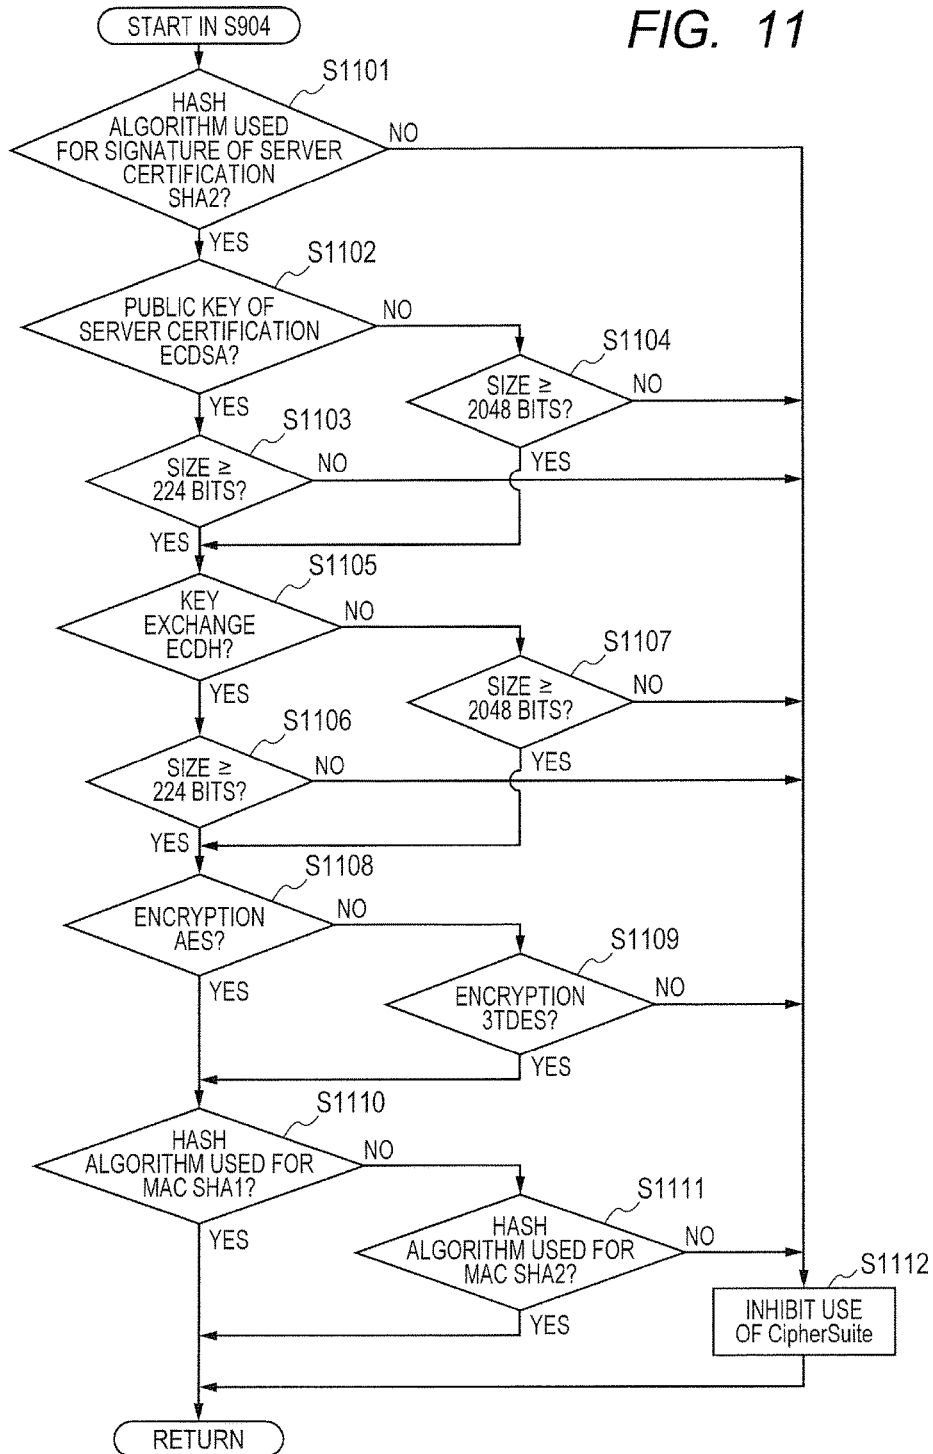 FIG. 11
START IN S904
S1101
HASH
ALGORITHM USED
FOR SIGNATURE OF SERVER
CERTIFICATION
SHA2?
NO
YES
S1102
PUBLIC KEY OF
SERVER CERTIFICATION
ECDSA?
NO
YES
S1104
SIZE ≥
2048 BITS?
NO
YES
S1103
SIZE ≥
224 BITS?
NO
YES
S1105
KEY
EXCHANGE
ECDH?
NO
YES
S1107
SIZE ≥
2048 BITS?
NO
YES
S1106
SIZE ≥
224 BITS?
NO
YES
S1108
ENCRYPTION
AES?
NO
YES
S1109
ENCRYPTION
3TDES?
NO
YES
S1110
HASH
ALGORITHM USED FOR
MAC SHA1?
NO
YES
S1111
HASH
ALGORITHM USED FOR
MAC SHA2?
NO
YES
S1112
INHIBIT USE
OF CipherSuite
RETURN